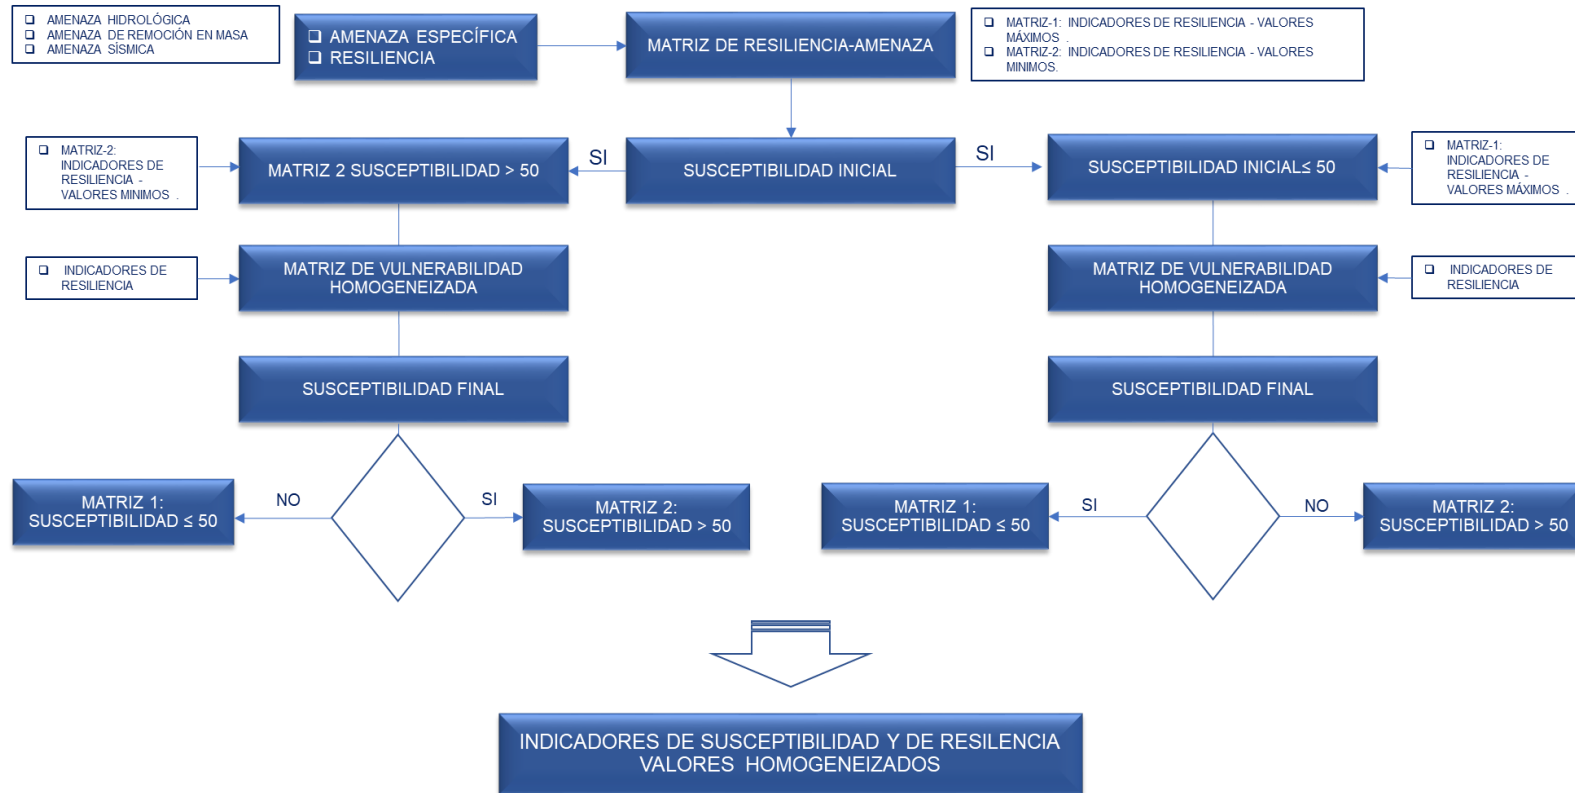 AMENAZA HIDROLÓGICA
AMENAZA DE REMOCIÓN EN MASA
AMENAZA SÍSMICA
AMENAZA ESPECÍFICA
RESILIENCIA
MATRIZ DE RESILIENCIA-AMENAZA
MATRIZ-1: INDICADORES DE RESILIENCIA - VALORES
MÁXIMOS .
MATRIZ-2: INDICADORES DE RESILIENCIA - VALORES
MINIMOS.
MATRIZ-2:
INDICADORES DE
RESILIENCIA -
VALORES MINIMOS .
MATRIZ 2 SUSCEPTIBILIDAD > 50
SI
SUSCEPTIBILIDAD INICIAL
SI
SUSCEPTIBILIDAD INICIAL≤ 50
MATRIZ-1:
INDICADORES DE
RESILIENCIA -
VALORES MÁXIMOS .
INDICADORES DE
RESILIENCIA
MATRIZ DE VULNERABILIDAD
HOMOGENEIZADA
MATRIZ DE VULNERABILIDAD
HOMOGENEIZADA
INDICADORES DE
RESILIENCIA
SUSCEPTIBILIDAD FINAL
SUSCEPTIBILIDAD FINAL
MATRIZ 1:
SUSCEPTIBILIDAD ≤ 50
NO
SI
MATRIZ 2:
SUSCEPTIBILIDAD > 50
MATRIZ 1:
SUSCEPTIBILIDAD ≤ 50
SI
NO
MATRIZ 2:
SUSCEPTIBILIDAD > 50
INDICADORES DE SUSCEPTIBILIDAD Y DE RESILENCIA
VALORES HOMOGENEIZADOS